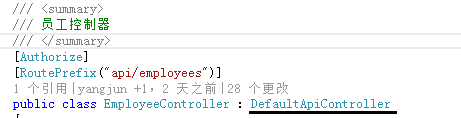 /// <summary>
/// 员工控制器
/// </summary>
[Authorize]
[RoutePrefix("api/employees")]
1 个引用|yangjun +1，2 天之前|28 个更改
public class EmployeeController : DefaultApiController
{